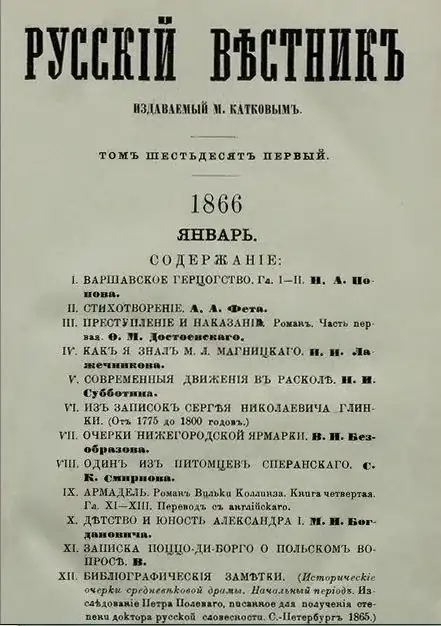 РУССКІЙ ВѢСТНИКЪ
ИЗДАВАЕМЫЙ М. КАТКОВЫМЪ.
ТОМЪ ШЕСТЬДЕСЯТЪ ПЕРВЫЙ.
1866
ЯНВАРЬ.
СОДЕРЖАНІЕ:
I. ВАРШАВСКОЕ ГЕРЦОГСТВО. Гл. I—II. Н. А. По-
пова.
II. СТИХОТВОРЕНІЕ. А. А. Фета.
III. ПРЕСТУПЛЕНІЕ И НАКАЗАНІЕ. Романъ. Часть пер-
вая. Ѳ. М. Достоевскаго.
IV. КАКЪ Я ЗНАЛЪ М. Л. МАГНИЦКАГО. И. И. Ла-
жечникова.
V. СОВРЕМЕННЫЯ ДВИЖЕНІЯ ВЪ РАСКОЛѢ. Н. И.
Субботина.
VI. ИЗЪ ЗАПИСОКЪ СЕРГѢЯ НИКОЛАЕВИЧА ГЛИН-
КИ. (Отъ 1775 до 1800 годовъ.)
VII. ОЧЕРКИ НИЖЕГОРОДСКОЙ ЯРМАРКИ. В. П. Без-
образова.
VIII. ОДИНЪ ИЗЪ ПИТОМЦЕВЪ СПЕРАНСКАГО. С.
К. Смирнова.
IX. АРМАДЕЛЬ. Романъ Вильки Коллинза. Книга четвертая.
Гл. XI—XIII. Переводъ съ англійскаго.
X. ДѢТСТВО И ЮНОСТЬ АЛЕКСАНДРА I. М. И. Бог-
дановича.
XI. ЗАПИСКА ПОЦЦО-ДИ-БОРГО О ПОЛЬСКОМЪ ВО-
ПРОСѢ. В.
XII. БИБЛІОГРАФИЧЕСКІЯ ЗАМѢТКИ. (Историческіе
очерки средневѣковой драмы. Начальный періодъ. Из-
слѣдованіе Петра Полеваго, писанное для полученія сте-
пени доктора русской словесности. С.-Петербургъ 1865.)